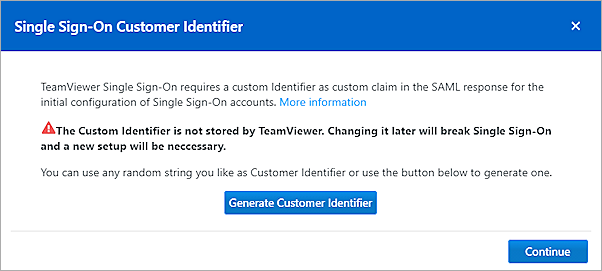 Single Sign-On Customer Identifier
TeamViewer Single Sign-On requires a custom Identifier as custom claim in the SAML response for the
initial configuration of Single Sign-On accounts. More information
The Custom Identifier is not stored by TeamViewer. Changing it later will break Single Sign-On
and a new setup will be neccessary.
You can use any random string you like as Customer Identifier or use the button below to generate one.
Generate Customer Identifier
Continue